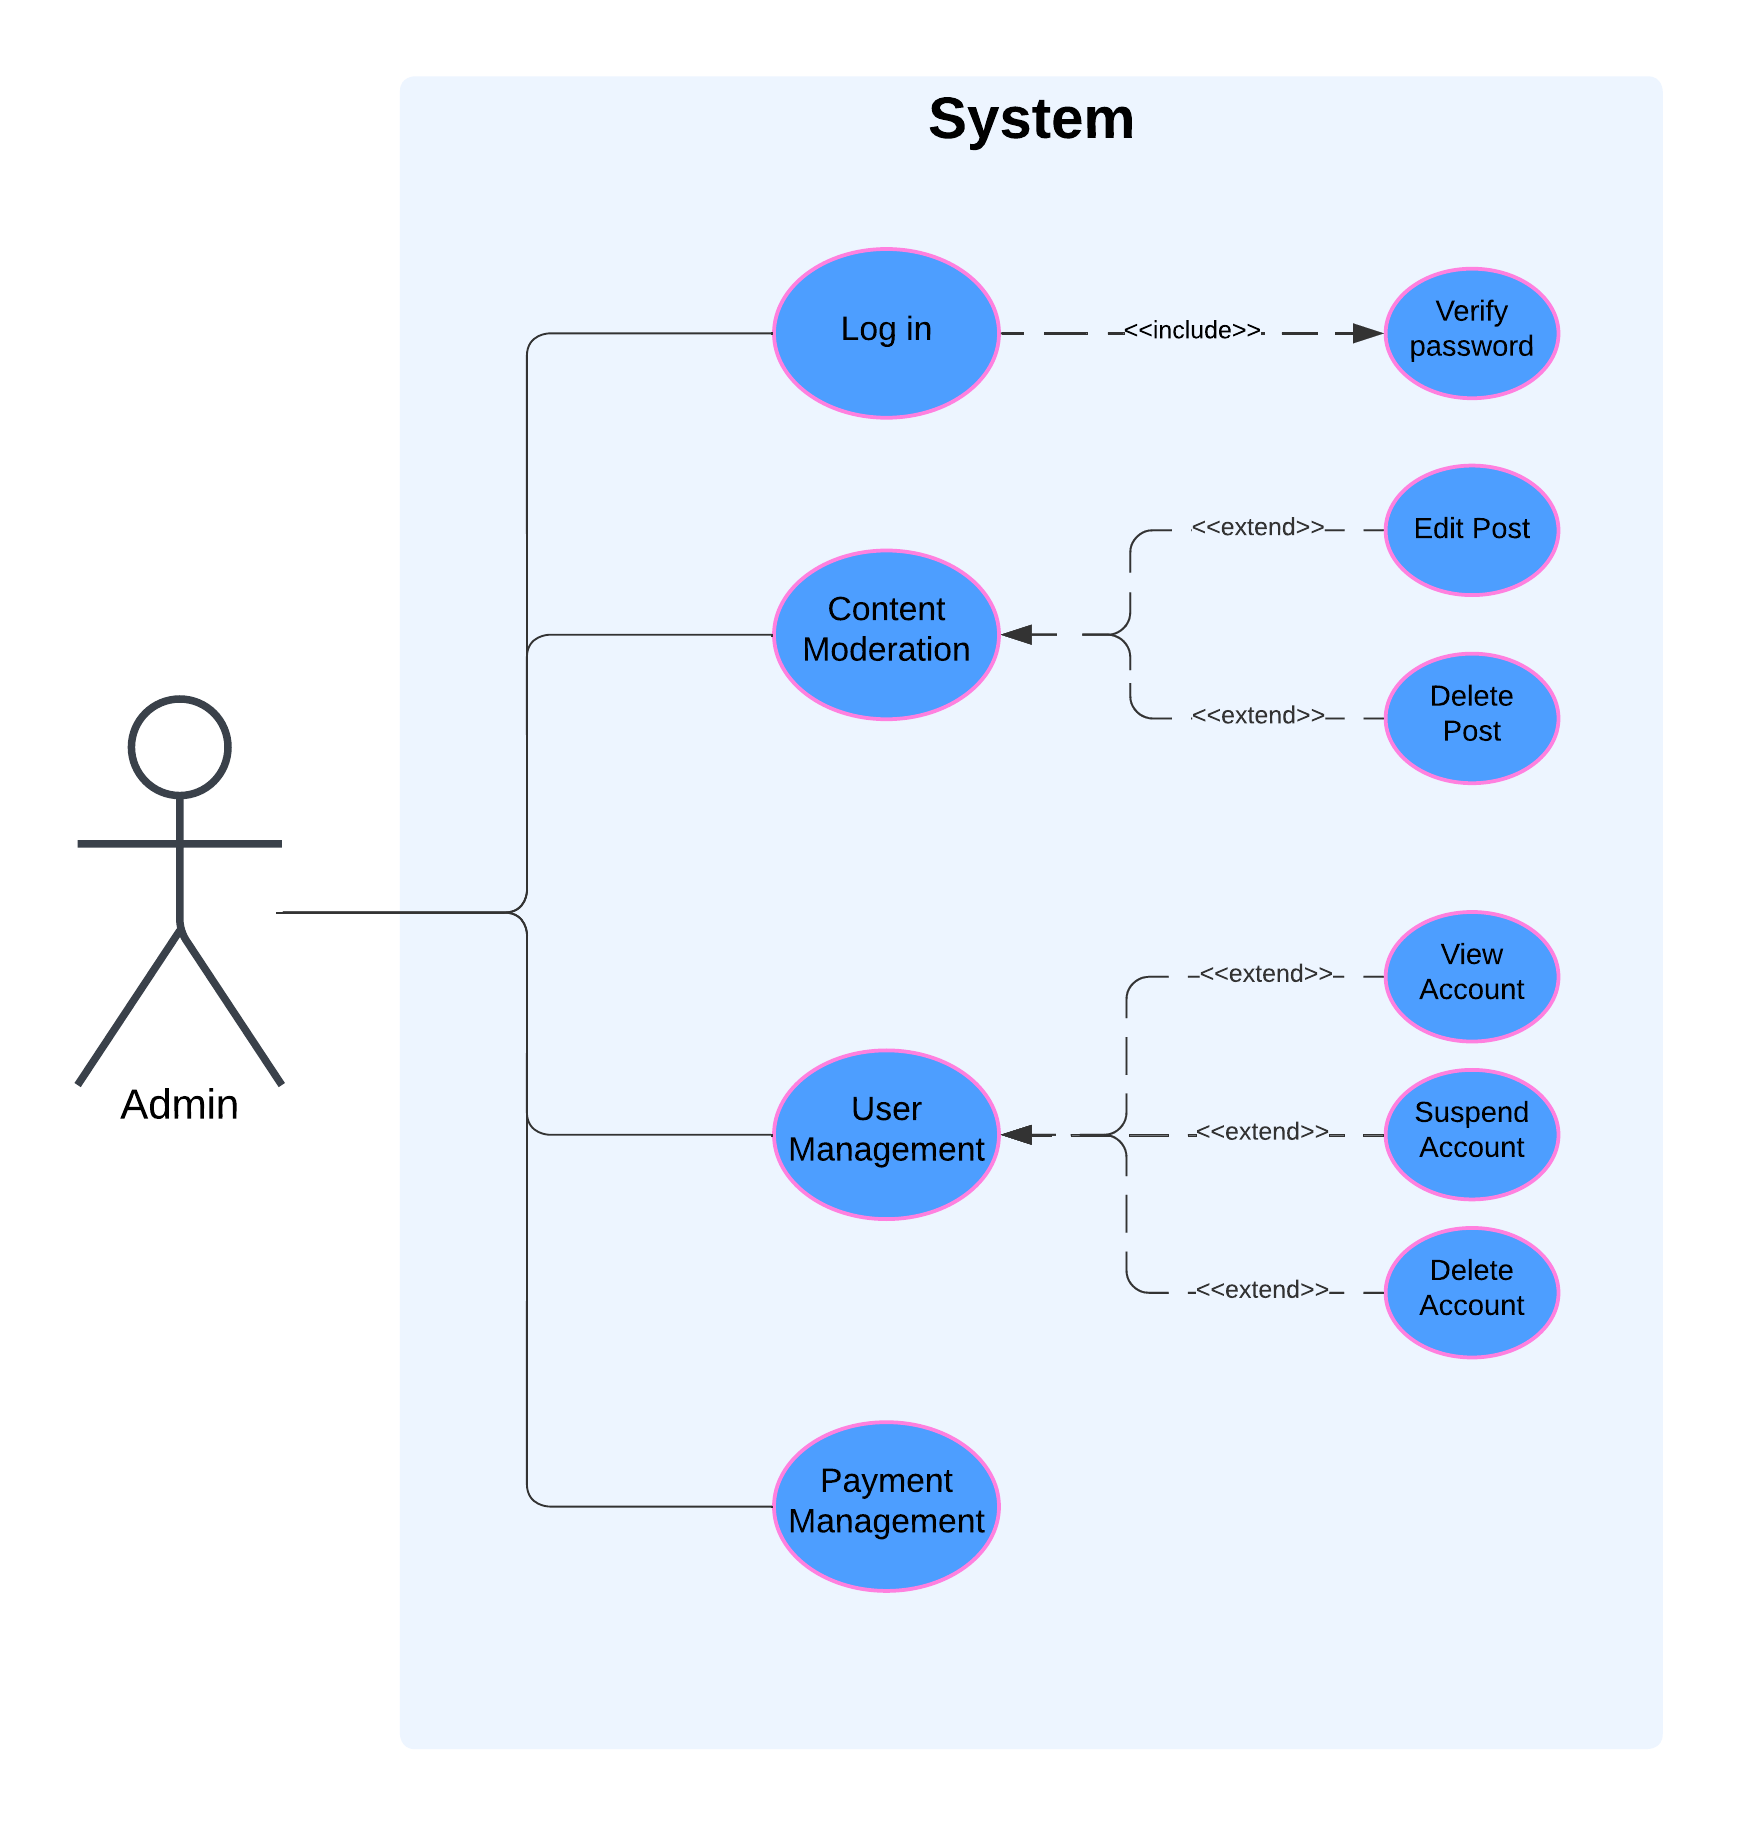 System
Log in
<<include>>
Verify
password
Content
Moderation
<<extend>>
Edit Post
<<extend>>
Delete
Post
Admin
User
Management
<<extend>>
View
Account
<<extend>>
Suspend
Account
<<extend>>
Delete
Account
Payment
Management